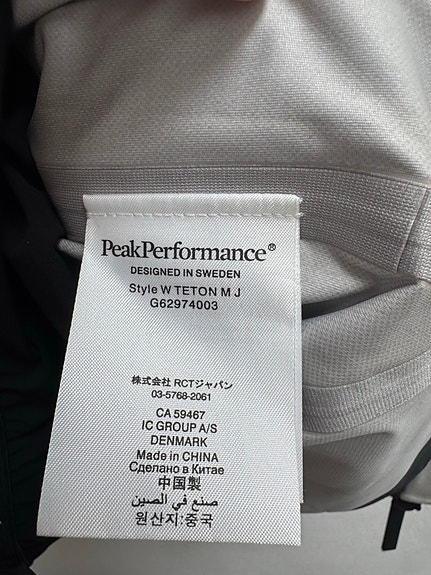 PeakPerformance®
DESIGNED IN SWEDEN
Style W TETON M J
G62974003
株式会社 RCTジャパン
03-5768-2061
CA 59467
IC GROUP A/S
DENMARK
Made in CHINA
Сделано в Китае
中国製
صنع في الصين
원산지:중국